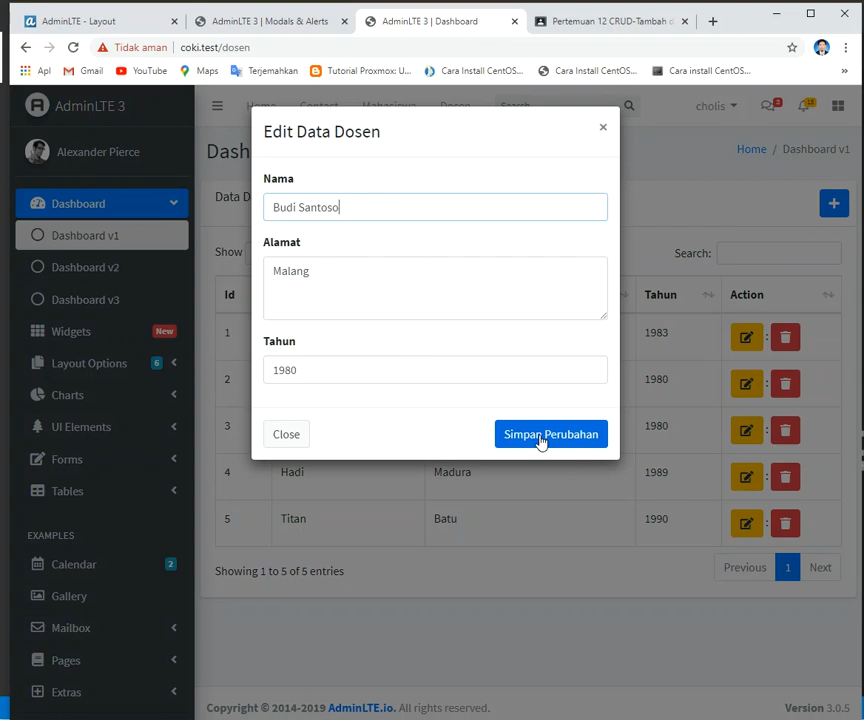 AdminLTE - Layout
AdminLTE 3 | Modals & Alerts
AdminLTE 3 | Dashboard
Pertemuan 12 CRUD-Tambah d
Tidak aman
coki.test/dosen
Apl
Gmail
YouTube
Maps
Terjemahkan
Tutorial Proxmox: U...
Cara Install CentOS...
Cara Install CentOS...
Cara install CentOS...
AdminLTE 3
Home
Contact
Mahasiswa
Dosen
Search
cholis
3
15
Alexander Pierce
Dash
Home / Dashboard v1
Edit Data Dosen
×
Nama
Budi Santoso
Alamat
Malang
Tahun
1980
Close
Simpan Perubahan
Dashboard
Dashboard v1
Dashboard v2
Dashboard v3
Widgets
New
Layout Options
6
Charts
UI Elements
Forms
Tables
EXAMPLES
Calendar
2
Gallery
Mailbox
Pages
Extras
Data D
Show
Search:
Id
Tahun
Action
1
1983
:
2
1980
:
3
1980
:
4 Hadi Madura 1989 :
5 Titan Batu 1990 :
Showing 1 to 5 of 5 entries
Previous 1 Next
Copyright © 2014-2019 AdminLTE.io. All rights reserved.
Version 3.0.5